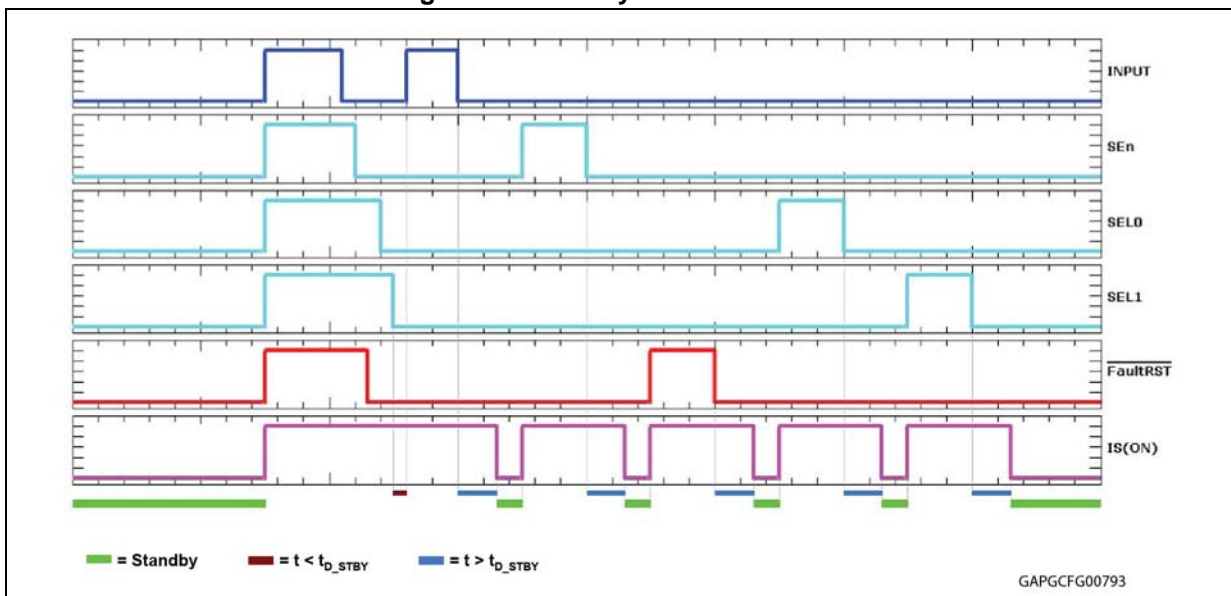 INPUT
SEn
SEL0
SEL1
FaultRST
IS(ON)
= Standby
= t < tD_STBY
= t > tD_STBY
GAPGCFG00793